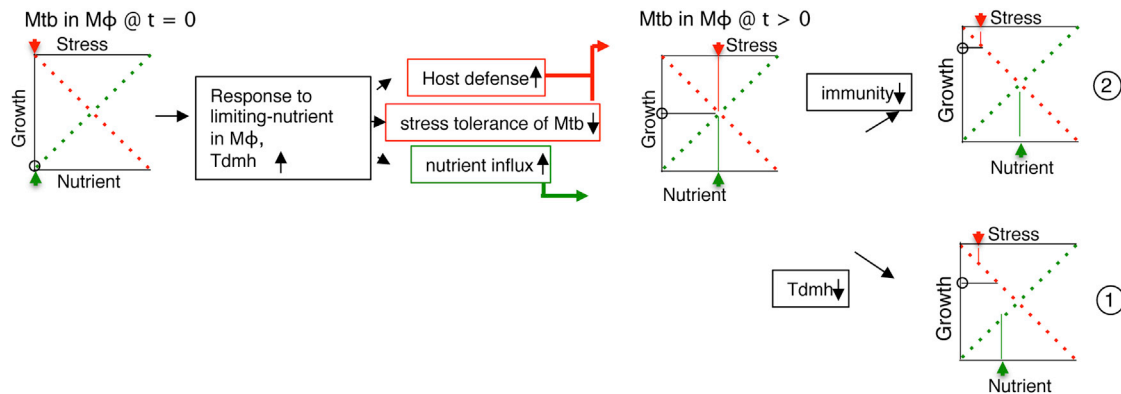 Mtb in Mϕ @ t = 0
Stress
Growth
Nutrient
Response to
limiting-nutrient
in Mϕ,
Tdmh
Host defense
stress tolerance of Mtb
nutrient influx
Mtb in Mϕ @ t > 0
Stress
Growth
Nutrient
immunity
Stress
Growth
Nutrient
2
Tdmh
Stress
Growth
Nutrient
1